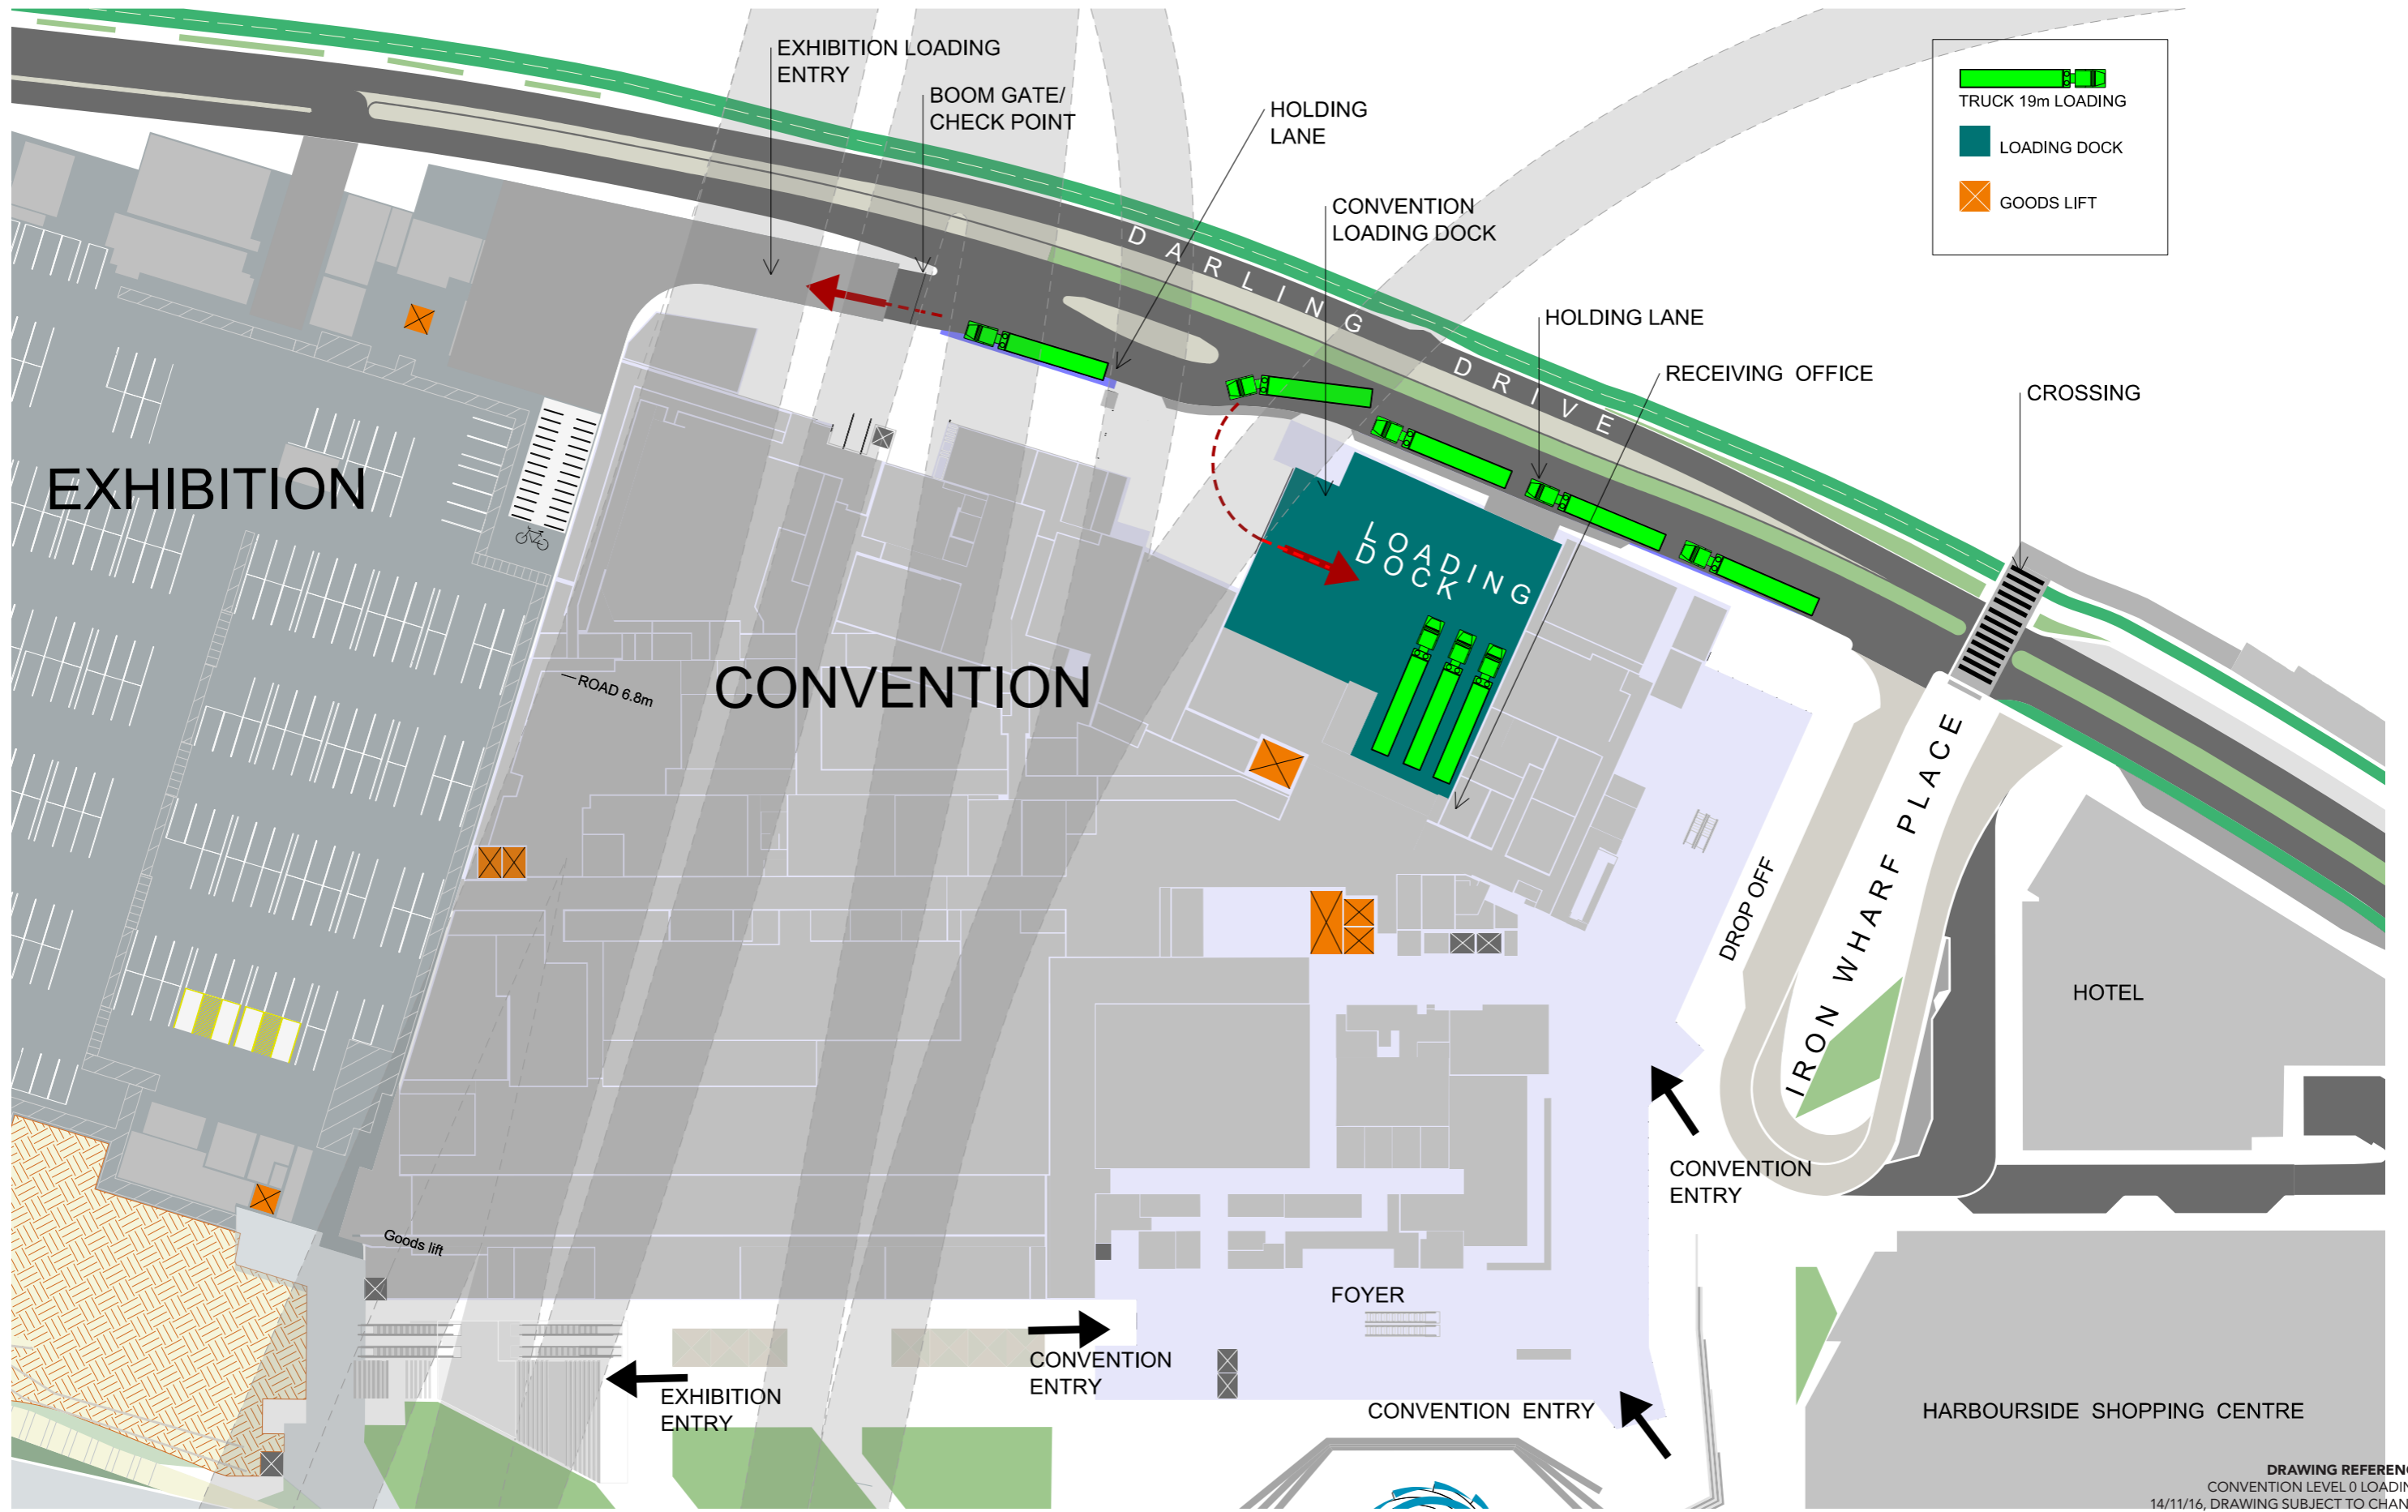 EXHIBITION LOADING
ENTRY
BOOM GATE/
CHECK POINT
HOLDING
LANE
CONVENTION
LOADING DOCK
TRUCK 19m LOADING
LOADING DOCK
GOODS LIFT
DARLING DRIVE
HOLDING LANE
RECEIVING OFFICE
CROSSING
EXHIBITION
LOADING
DOCK
CONVENTION
ROAD 6.8m
IRON WHARF PLACE
DROP OFF
HOTEL
CONVENTION
ENTRY
Goods lift
FOYER
CONVENTION
ENTRY
EXHIBITION
ENTRY
CONVENTION ENTRY
HARBOURSIDE SHOPPING CENTRE
DRAWING REFEREN
CONVENTION LEVEL 0 LOADIN
14/11/16, DRAWING SUBJECT TO CHAN